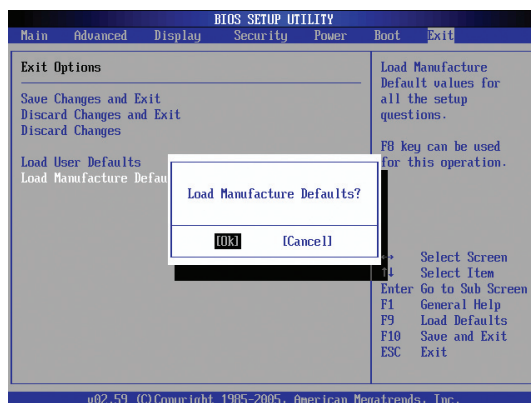 BIOS SETUP UTILITY
Main Advanced Display Security Power Boot Exit
Exit Options
Save Changes and Exit
Discard Changes and Exit
Discard Changes
Load User Defaults
Load Manufacture Defau
Load Manufacture Defaults?
[Ok] [Cancel]
Load Manufacture
Default values for
all the setup
questions.
F8 key can be used
for this operation.
↔ Select Screen
↑↓ Select Item
Enter Go to Sub Screen
F1 General Help
F9 Load Defaults
F10 Save and Exit
ESC Exit
v02.59 (C)Copyright 1985-2005, American Megatrends, Inc.